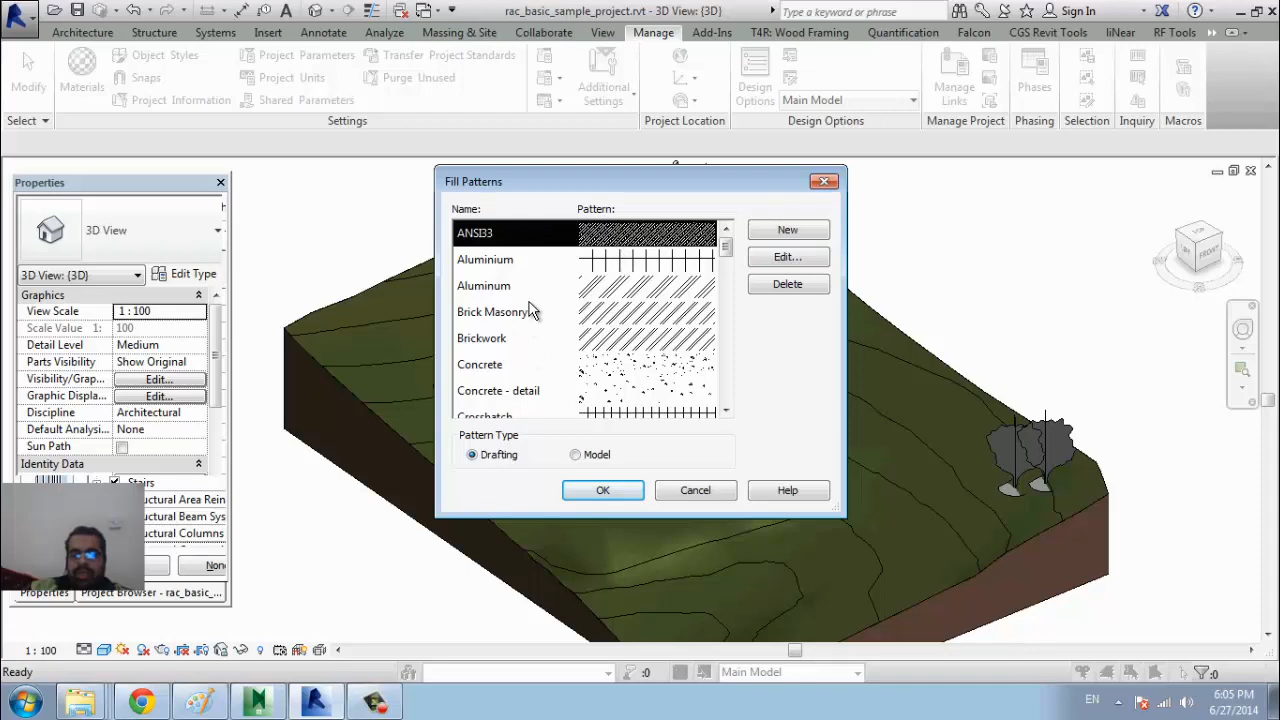 rac_basic_sample_project.rvt - 3D View: {3D}
Type a keyword or phrase
Sign In
Architecture Structure Systems Insert Annotate Analyze Massing & Site Collaborate View Manage Add-Ins T4R: Wood Framing Quantification Falcon CGS Revit Tools liNear RF Tools
Object Styles Project Parameters Transfer Project Standards
Snaps Project Units Purge Unused
Project Information Shared Parameters
Modify Materials Additional Settings
Design Options Main Model
Manage Links Phases
Select Settings Project Location Design Options Manage Project Phasing Selection Inquiry Macros
Properties
3D View
3D View: {3D} Edit Type
Graphics
View Scale 1 : 100
Scale Value 1: 100
Detail Level Medium
Parts Visibility Show Original
Visibility/Grap... Edit...
Graphic Displa... Edit...
Discipline Architectural
Default Analysi... None
Sun Path
Identity Data
Stairs
uctural Area Rein
uctural Beam Sys
uctural Columns
Non
Properties Project Browser - rac_basic_...
Fill Patterns
Name: Pattern:
ANSI33
Aluminium
Aluminum
Brick Masonry
Brickwork
Concrete
Concrete - detail
Crosshatch
New
Edit...
Delete
Pattern Type
Drafting Model
OK Cancel Help
FRONT
1 : 100
Ready
:0
Main Model
:0
EN
6:05 PM
6/27/2014